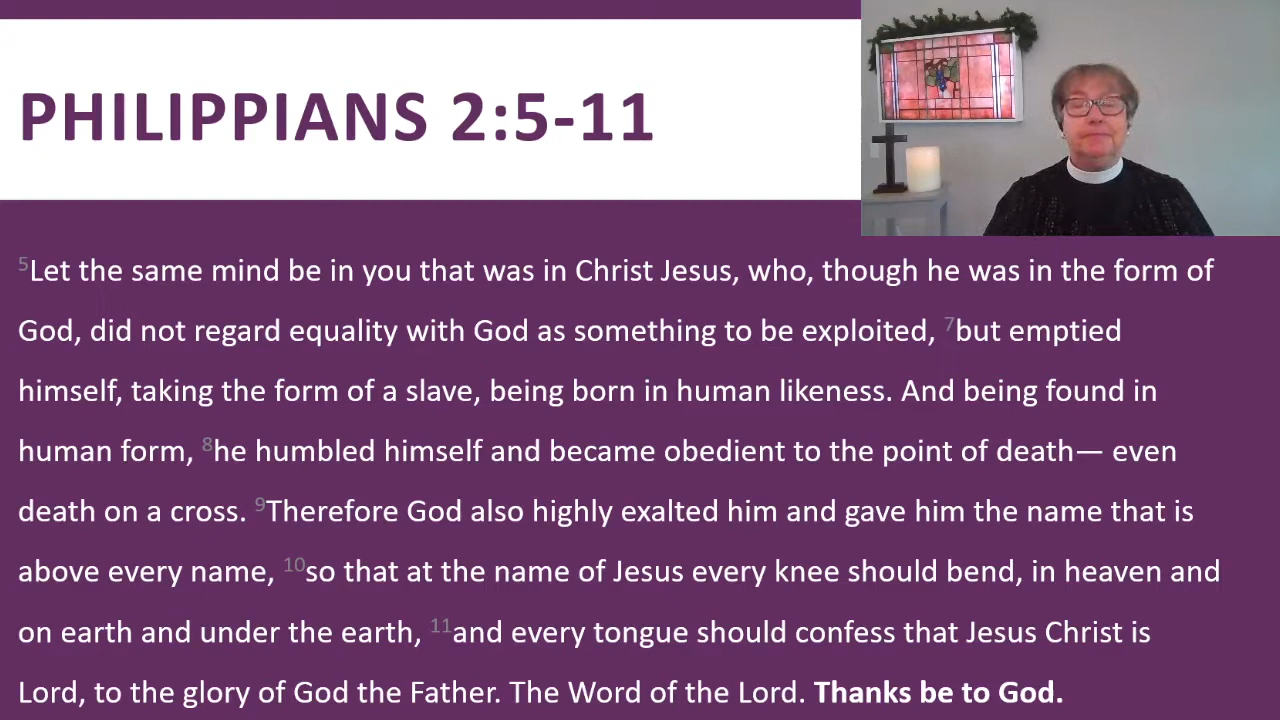 PHILIPPIANS 2:5-11
5Let the same mind be in you that was in Christ Jesus, who, though he was in the form of
God, did not regard equality with God as something to be exploited, 7but emptied
himself, taking the form of a slave, being born in human likeness. And being found in
human form, 8he humbled himself and became obedient to the point of death— even
death on a cross. 9Therefore God also highly exalted him and gave him the name that is
above every name, 10so that at the name of Jesus every knee should bend, in heaven and
on earth and under the earth, 11and every tongue should confess that Jesus Christ is
Lord, to the glory of God the Father. The Word of the Lord. Thanks be to God.